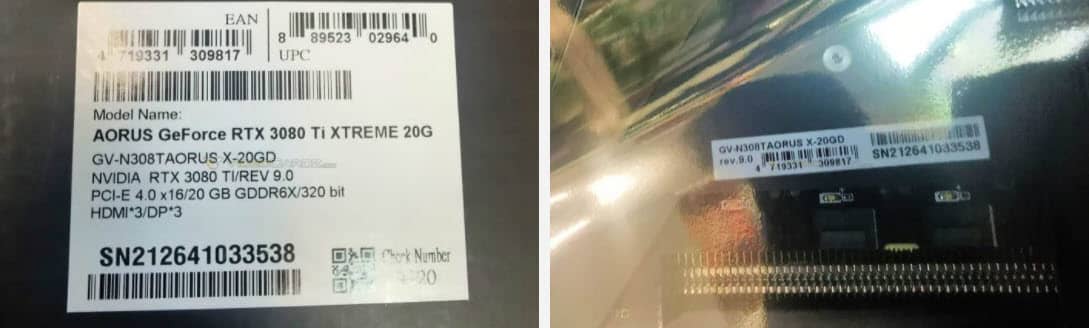 EAN
4 719331 309817
8 89523 02964 0
UPC
Model Name:
AORUS GeForce RTX 3080 Ti XTREME 20G
GV-N308TAORUS X-20GD
NVIDIA RTX 3080 TI/REV 9.0
PCI-E 4.0 x16/20 GB GDDR6X/320 bit
HDMI*3/DP*3
SN212641033538
Check Number
GV-N308TAORUS X-20GD
rev.9.0
4 719331 309817
SN212641033538